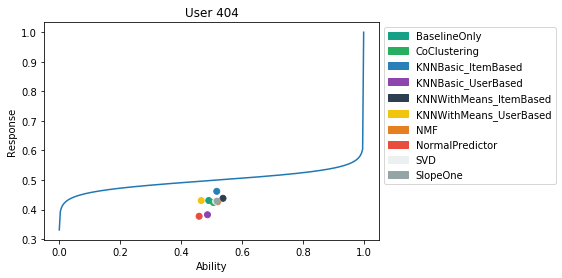 User 404
1.0
0.9
0.8
0.7
0.6
0.5
0.4
0.3
Response
0.0
0.2
0.4
0.6
0.8
1.0
Ability
BaselineOnly
CoClustering
KNNBasic_ItemBased
KNNBasic_UserBased
KNNWithMeans_ItemBased
KNNWithMeans_UserBased
NMF
NormalPredictor
SVD
SlopeOne